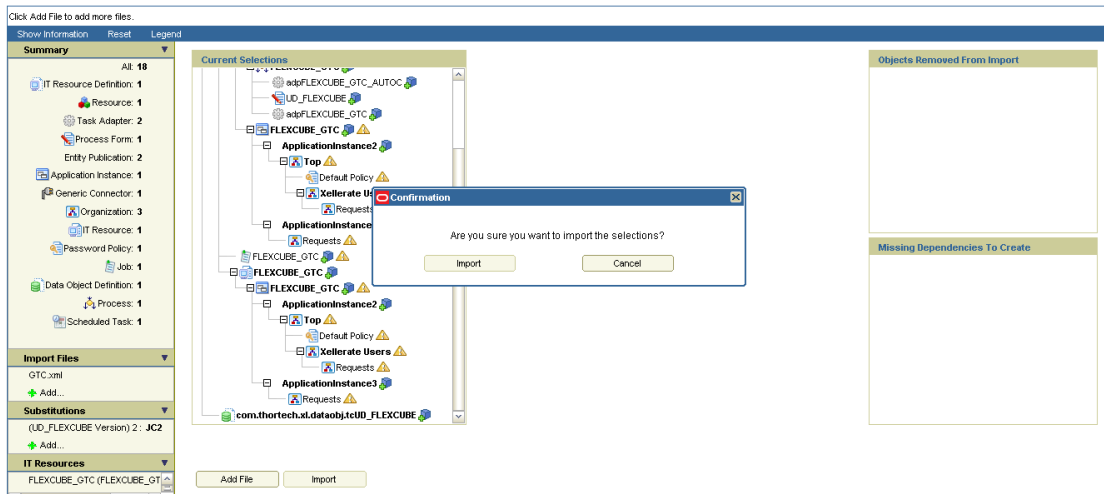 Click Add File to add more files.
Show Information Reset Legend
Summary
All: 18
IT Resource Definition: 1
Resource: 1
Task Adapter: 2
Process Form: 1
Entity Publication: 2
Application Instance: 1
Generic Connector: 1
Organization: 3
IT Resource: 1
Password Policy: 1
Job: 1
Data Object Definition: 1
Process: 1
Scheduled Task: 1
Import Files
GTC.xml
Add...
Substitutions
(UD_FLEXCUBE Version) 2 : JC2
Add...
IT Resources
FLEXCUBE_GTC (FLEXCUBE_GT
Current Selections
FLEXCUBE_GTC
adpFLEXCUBE_GTC_AUTOC
UD_FLEXCUBE
adpFLEXCUBE_GTC
FLEXCUBE_GTC
ApplicationInstance2
Top
Default Policy
Xellerate Us
Requests
ApplicationInstance
Requests
FLEXCUBE_GTC
FLEXCUBE_GTC
FLEXCUBE_GTC
ApplicationInstance2
Top
Default Policy
Xellerate Users
Requests
ApplicationInstance3
Requests
com.thortech.xl.dataobj.tcUD_FLEXCUBE
Add File Import
Confirmation
Are you sure you want to import the selections?
Import Cancel
Objects Removed From Import
Missing Dependencies To Create